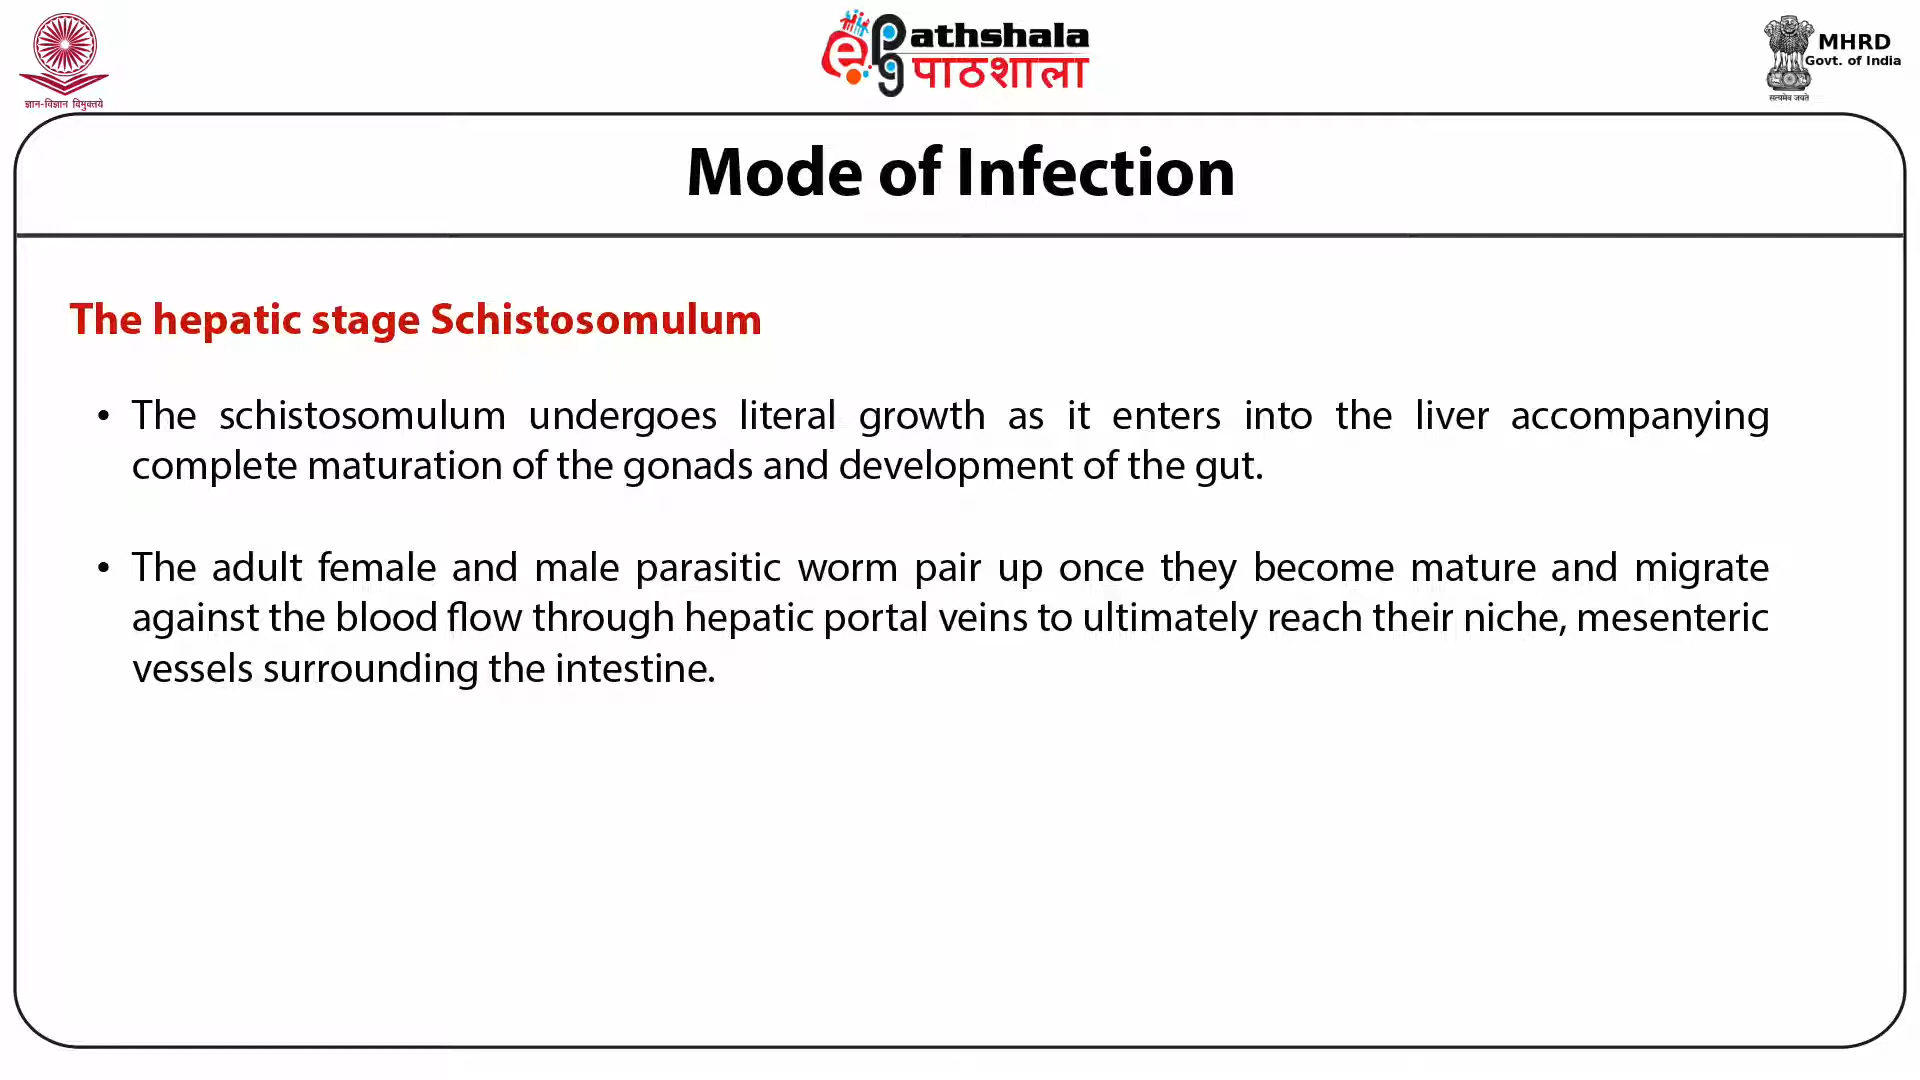 ज्ञान-विज्ञान विमुक्तये
ePathshala
पाठशाला
MHRD
Govt. of India
सत्यमेव जयते
Mode of Infection
The hepatic stage Schistosomulum
• The schistosomulum undergoes literal growth as it enters into the liver accompanying
complete maturation of the gonads and development of the gut.
• The adult female and male parasitic worm pair up once they become mature and migrate
against the blood flow through hepatic portal veins to ultimately reach their niche, mesenteric
vessels surrounding the intestine.